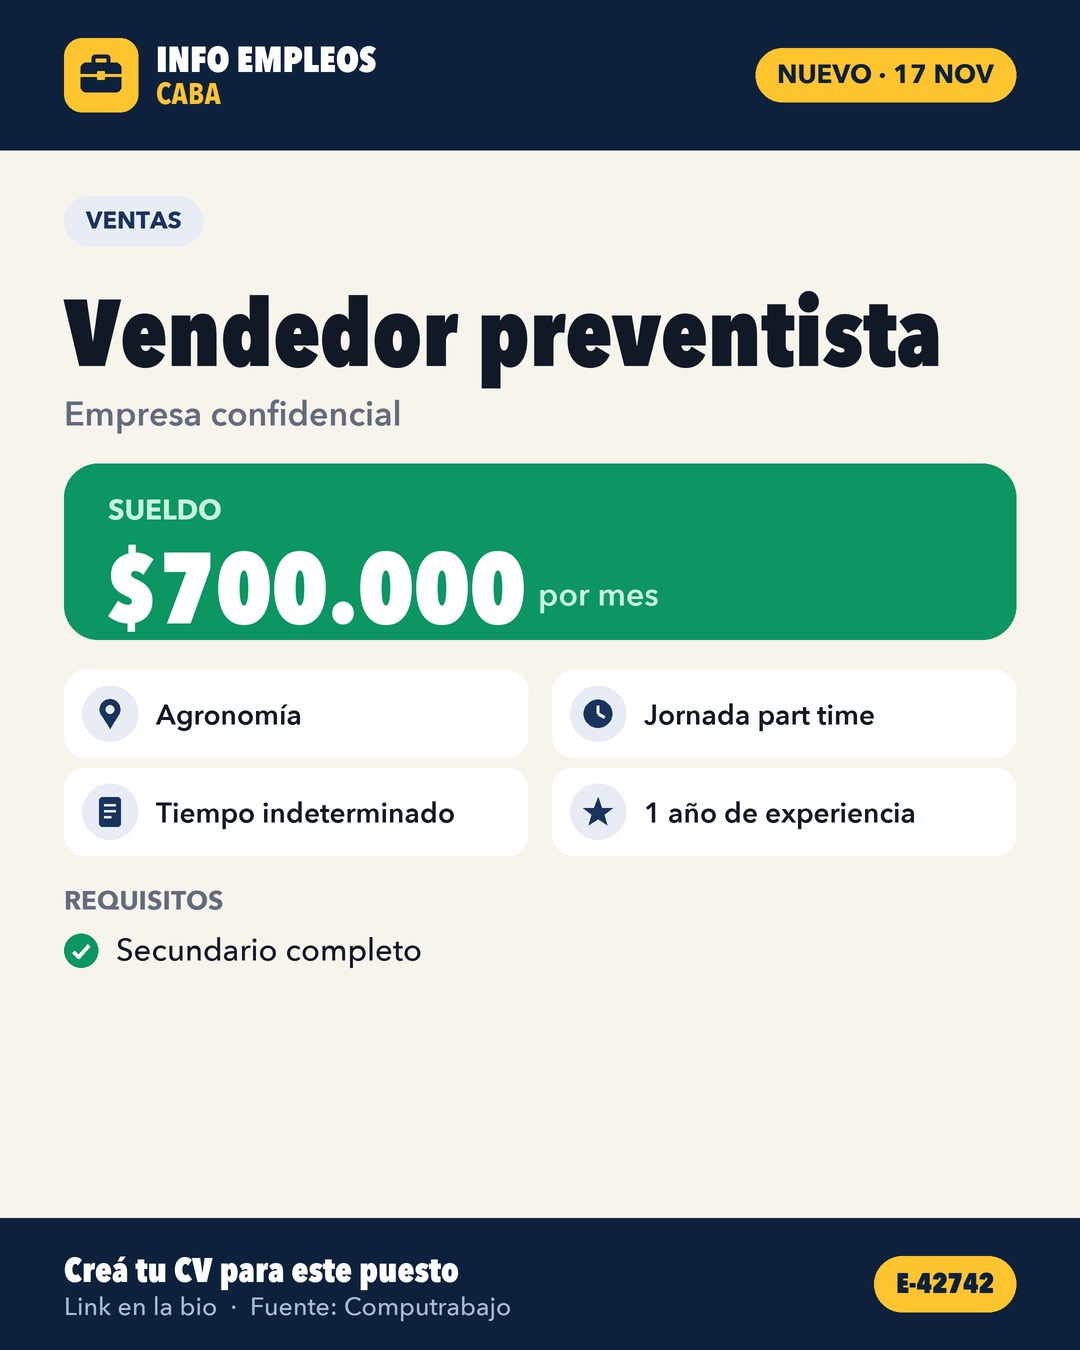 INFO EMPLEOS
CABA
NUEVO · 17 NOV
VENTAS
Vendedor preventista
Empresa confidencial
SUELDO
$700.000 por mes
Agronomía
Jornada part time
Tiempo indeterminado
1 año de experiencia
REQUISITOS
Secundario completo
Creá tu CV para este puesto
Link en la bio · Fuente: Computrabajo
E-42742